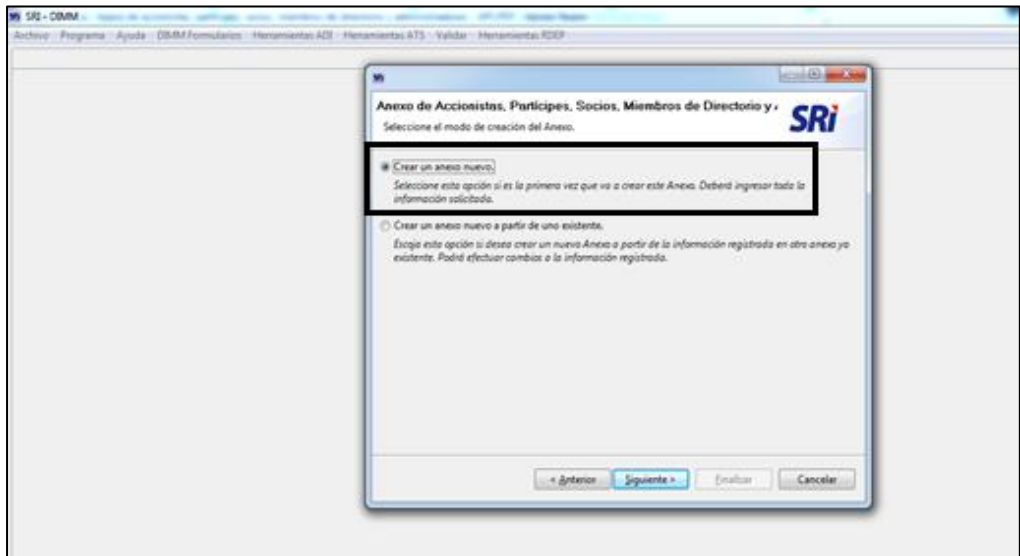 SRI - DIMM
Archivo Programa Ayuda DIMM Formularios Herramientas ADI Herramientas ATS Validar Herramientas RDEP
Anexo de Accionistas, Partícipes, Socios, Miembros de Directorio y
SRi
Seleccione el modo de creación del Anexo.
Crear un anexo nuevo.
Seleccione esta opción si es la primera vez que va a crear este Anexo. Deberá ingresar toda la
información solicitada.
Crear un anexo nuevo a partir de uno existente.
Escoja esta opción si desea crear un nuevo Anexo a partir de la información registrada en otro anexo ya
existente. Podrá efectuar cambios a la información registrada.
< Anterior Siguiente > Finalizar Cancelar